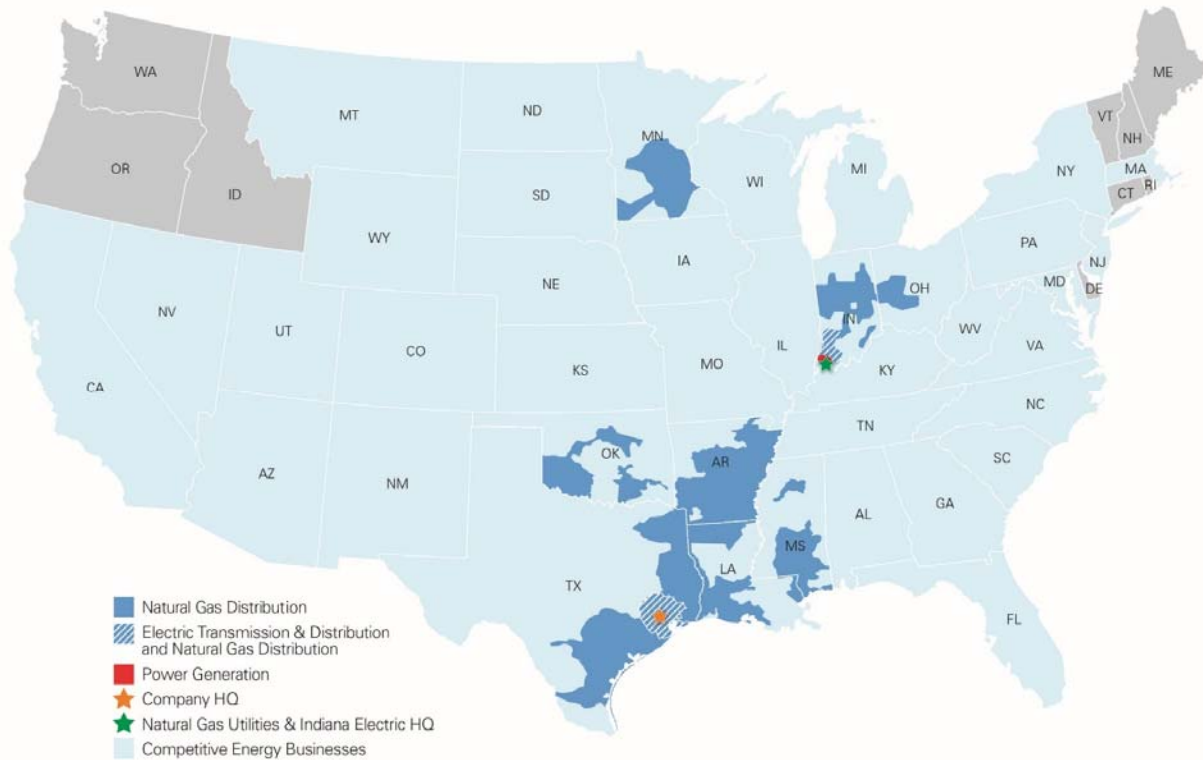 WA
ME
MT
ND
VT
MN
NH
OR
MI
MA
NY
WI
ID
SD
CT
RI
WY
PA
IA
NJ
NE
OH
MD
DE
NV
IN
UT
WV
IL
VA
CO
MO
KS
KY
CA
NC
TN
OK
AR
SC
AZ
NM
GA
AL
MS
LA
TX
FL
Natural Gas Distribution
Electric Transmission & Distribution
and Natural Gas Distribution
Power Generation
Company HQ
Natural Gas Utilities & Indiana Electric HQ
Competitive Energy Businesses